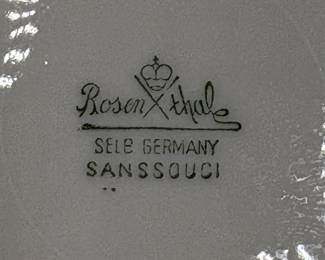 Rosenthal
SELB GERMANY
SANSSOUCI